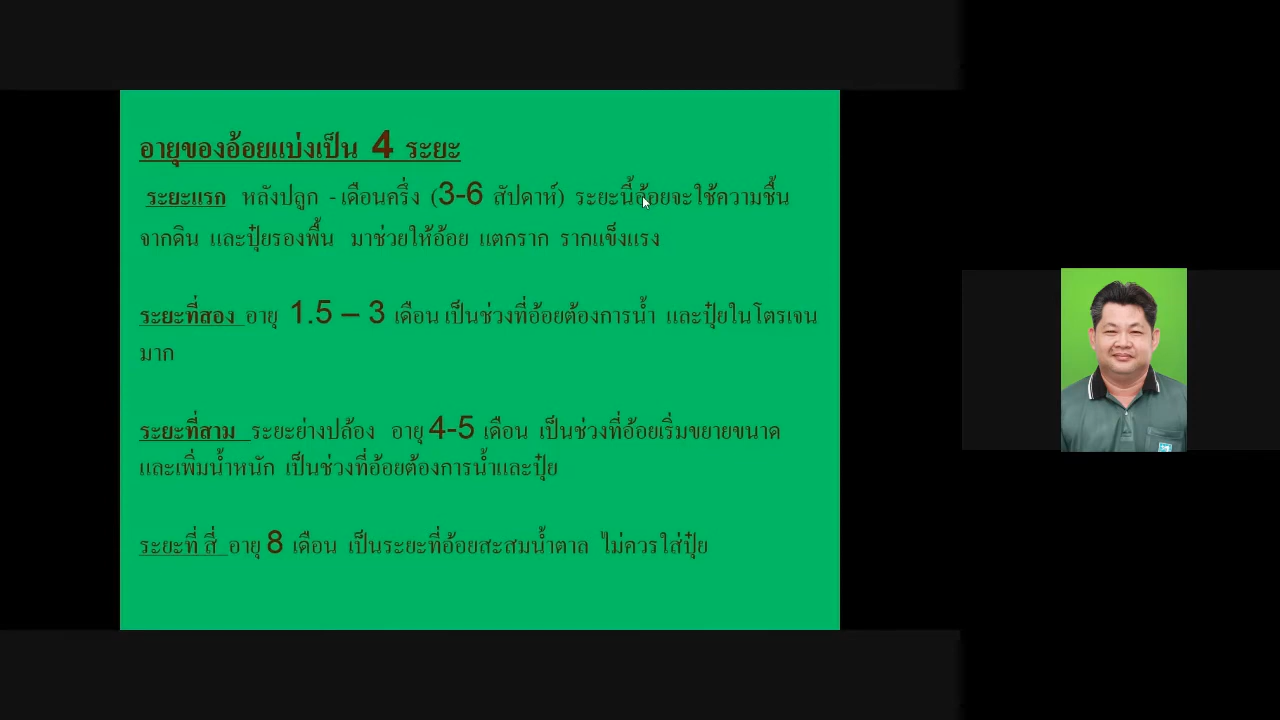 อายุของอ้อยแบ่งเป็น 4 ระยะ
ระยะแรก หลังปลูก - เดือนครึ่ง (3-6 สัปดาห์) ระยะนี้อ้อยจะใช้ความชื้น
จากดิน และปุ๋ยรองพื้น มาช่วยให้อ้อย แตกราก รากแข็งแรง
ระยะที่สอง อายุ 1.5 – 3 เดือน เป็นช่วงที่อ้อยต้องการน้ำ และปุ๋ยไนโตรเจน
มาก
ระยะที่สาม ระยะย่างปล้อง อายุ 4-5 เดือน เป็นช่วงที่อ้อยเริ่มขยายขนาด
และเพิ่มน้ำหนัก เป็นช่วงที่อ้อยต้องการน้ำและปุ๋ย
ระยะที่ สี่ อายุ 8 เดือน เป็นระยะที่อ้อยสะสมน้ำตาล ไม่ควรใส่ปุ๋ย